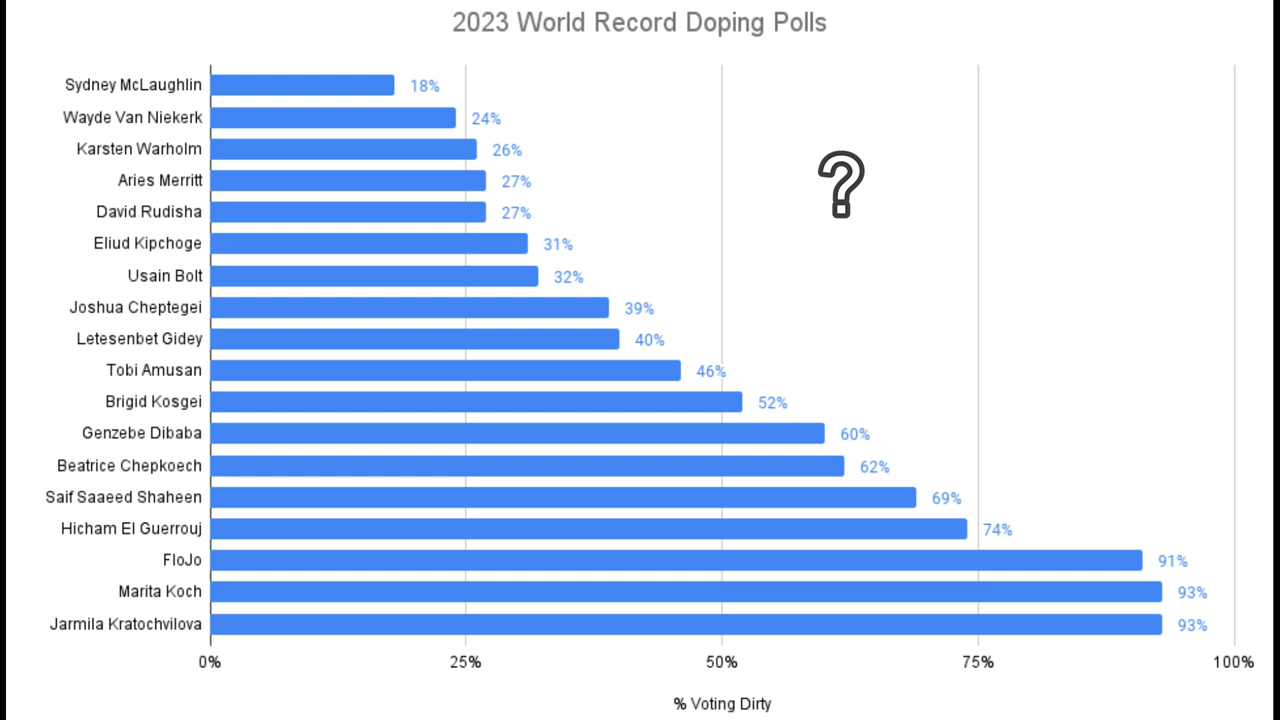 2023 World Record Doping Polls
Sydney McLaughlin 18%
Wayde Van Niekerk 24%
Karsten Warholm 26%
Aries Merritt 27%
David Rudisha 27%
Eliud Kipchoge 31%
Usain Bolt 32%
Joshua Cheptegei 39%
Letesenbet Gidey 40%
Tobi Amusan 46%
Brigid Kosgei 52%
Genzebe Dibaba 60%
Beatrice Chepkoech 62%
Saif Saaeed Shaheen 69%
Hicham El Guerrouj 74%
FloJo 91%
Marita Koch 93%
Jarmila Kratochvilova 93%
0% 25% 50% 75% 100%
% Voting Dirty
?